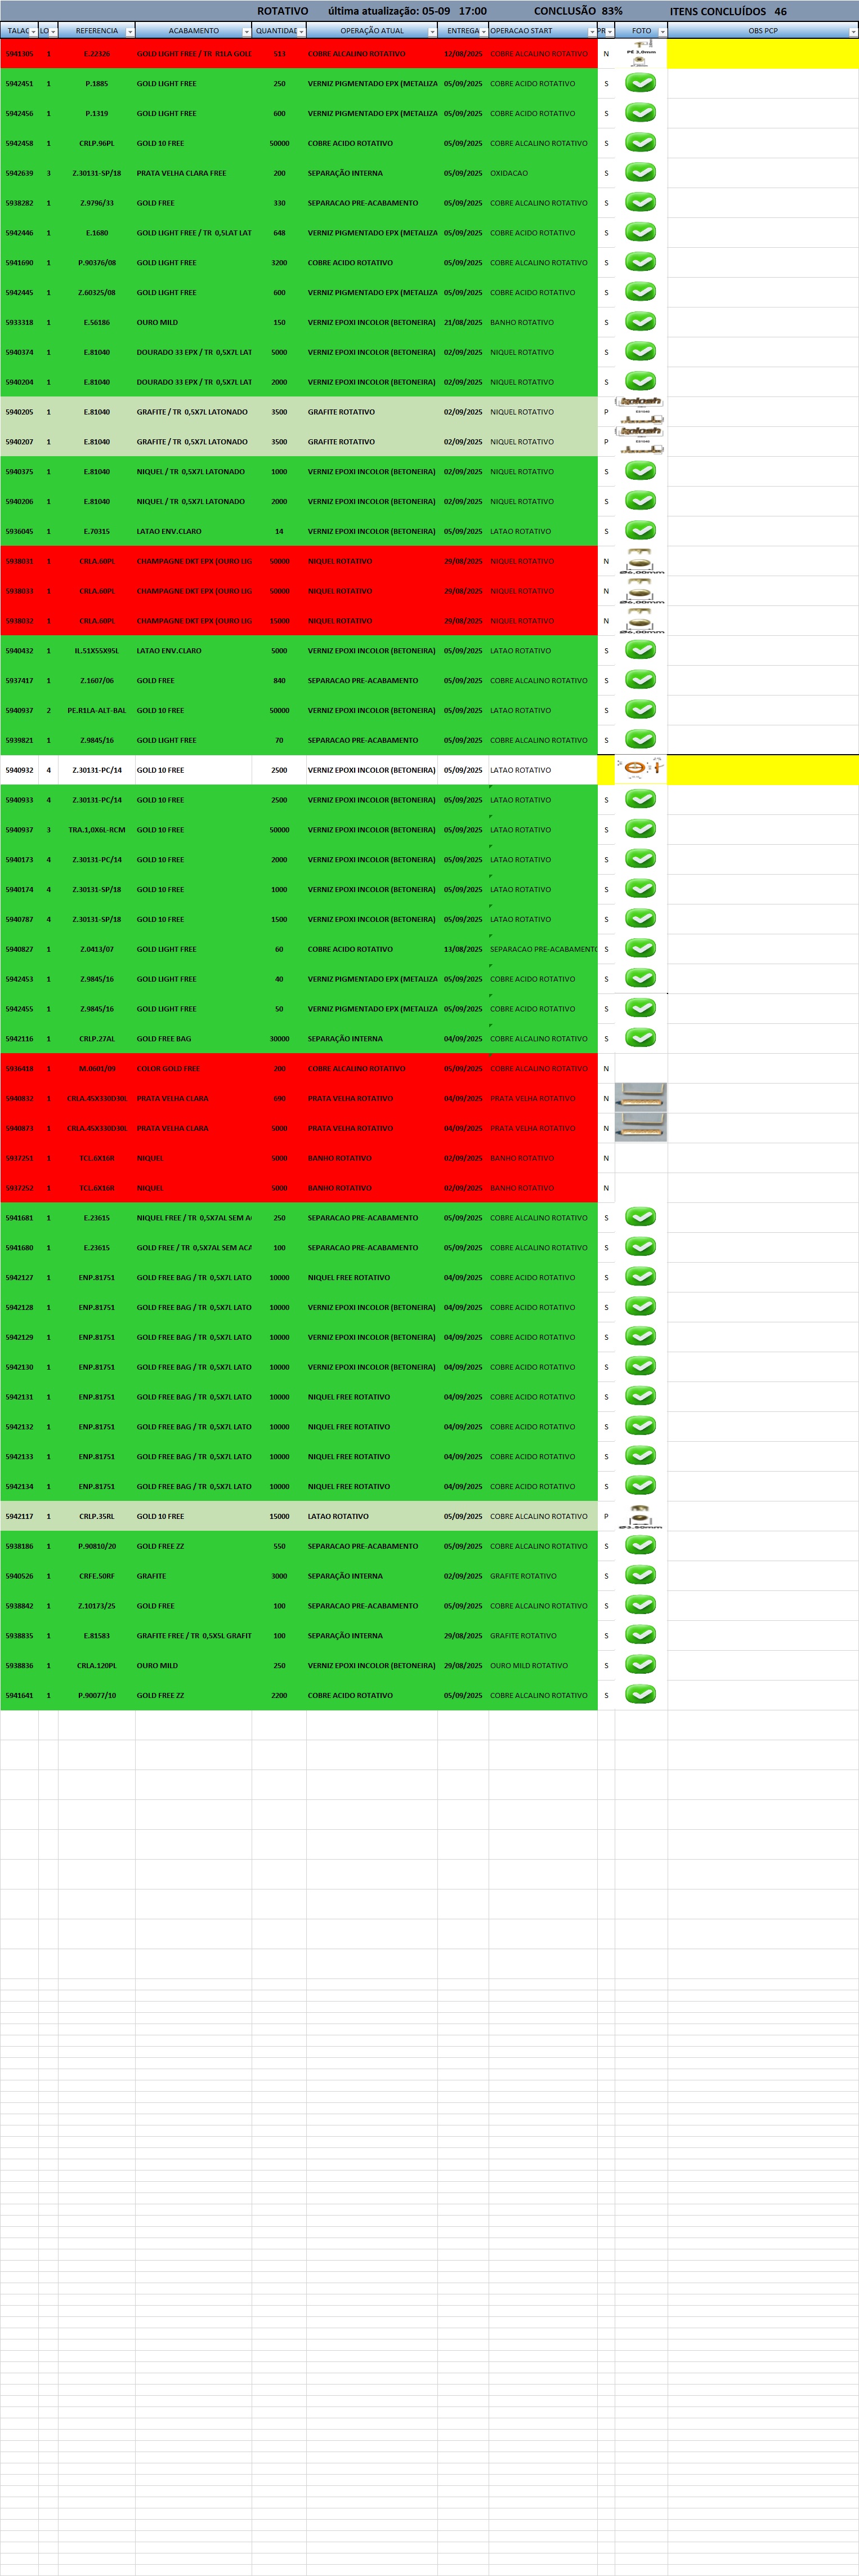 ROTATIVO última atualização: 05-09 17:00 CONCLUSÃO 83% ITENS CONCLUÍDOS 46
TALAO LO REFERENCIA ACABAMENTO QUANTIDAD OPERAÇÃO ATUAL ENTREGA OPERACAO START PR FOTO OBS PCP
5941305 1 E.22326 GOLD LIGHT FREE / TR R1LA GOLD 513 COBRE ALCALINO ROTATIVO 12/08/2025 COBRE ALCALINO ROTATIVO N PÉ 3,0mm
5942451 1 P.1885 GOLD LIGHT FREE 250 VERNIZ PIGMENTADO EPX (METALIZA 05/09/2025 COBRE ACIDO ROTATIVO S
5942456 1 P.1319 GOLD LIGHT FREE 600 VERNIZ PIGMENTADO EPX (METALIZA 05/09/2025 COBRE ACIDO ROTATIVO S
5942458 1 CRLP.96PL GOLD 10 FREE 50000 COBRE ACIDO ROTATIVO 05/09/2025 COBRE ALCALINO ROTATIVO S
5942639 3 Z.30131-SP/18 PRATA VELHA CLARA FREE 200 SEPARAÇÃO INTERNA 05/09/2025 OXIDACAO S
5938282 1 Z.9796/33 GOLD FREE 330 SEPARACAO PRE-ACABAMENTO 05/09/2025 COBRE ALCALINO ROTATIVO S
5942446 1 E.1680 GOLD LIGHT FREE / TR 0,5LAT LAT 648 VERNIZ PIGMENTADO EPX (METALIZA 05/09/2025 COBRE ACIDO ROTATIVO S
5941690 1 P.90376/08 GOLD LIGHT FREE 3200 COBRE ACIDO ROTATIVO 05/09/2025 COBRE ALCALINO ROTATIVO S
5942445 1 Z.60325/08 GOLD LIGHT FREE 600 VERNIZ PIGMENTADO EPX (METALIZA 05/09/2025 COBRE ACIDO ROTATIVO S
5933318 1 E.56186 OURO MILD 150 VERNIZ EPOXI INCOLOR (BETONEIRA) 21/08/2025 BANHO ROTATIVO S
5940374 1 E.81040 DOURADO 33 EPX / TR 0,5X7L LAT 5000 VERNIZ EPOXI INCOLOR (BETONEIRA) 02/09/2025 NIQUEL ROTATIVO S
5940204 1 E.81040 DOURADO 33 EPX / TR 0,5X7L LAT 2000 VERNIZ EPOXI INCOLOR (BETONEIRA) 02/09/2025 NIQUEL ROTATIVO S
5940205 1 E.81040 GRAFITE / TR 0,5X7L LATONADO 3500 GRAFITE ROTATIVO 02/09/2025 NIQUEL ROTATIVO P
5940207 1 E.81040 GRAFITE / TR 0,5X7L LATONADO 3500 GRAFITE ROTATIVO 02/09/2025 NIQUEL ROTATIVO P
5940375 1 E.81040 NIQUEL / TR 0,5X7L LATONADO 1000 VERNIZ EPOXI INCOLOR (BETONEIRA) 02/09/2025 NIQUEL ROTATIVO S
5940206 1 E.81040 NIQUEL / TR 0,5X7L LATONADO 2000 VERNIZ EPOXI INCOLOR (BETONEIRA) 02/09/2025 NIQUEL ROTATIVO S
5936045 1 E.70315 LATAO ENV.CLARO 14 VERNIZ EPOXI INCOLOR (BETONEIRA) 05/09/2025 LATAO ROTATIVO S
5938031 1 CRLA.60PL CHAMPAGNE DKT EPX (OURO LIG 50000 NIQUEL ROTATIVO 29/08/2025 NIQUEL ROTATIVO N Ø6,00mm
5938033 1 CRLA.60PL CHAMPAGNE DKT EPX (OURO LIG 50000 NIQUEL ROTATIVO 29/08/2025 NIQUEL ROTATIVO N Ø6,00mm
5938032 1 CRLA.60PL CHAMPAGNE DKT EPX (OURO LIG 15000 NIQUEL ROTATIVO 29/08/2025 NIQUEL ROTATIVO N Ø6,00mm
5940432 1 IL.51X55X95L LATAO ENV.CLARO 5000 VERNIZ EPOXI INCOLOR (BETONEIRA) 05/09/2025 LATAO ROTATIVO S
5937417 1 Z.1607/06 GOLD FREE 840 SEPARACAO PRE-ACABAMENTO 05/09/2025 COBRE ALCALINO ROTATIVO S
5940937 2 PE.R1LA-ALT-BAL GOLD 10 FREE 50000 VERNIZ EPOXI INCOLOR (BETONEIRA) 05/09/2025 LATAO ROTATIVO S
5939821 1 Z.9845/16 GOLD LIGHT FREE 70 SEPARACAO PRE-ACABAMENTO 05/09/2025 COBRE ALCALINO ROTATIVO S
5940932 4 Z.30131-PC/14 GOLD 10 FREE 2500 VERNIZ EPOXI INCOLOR (BETONEIRA) 05/09/2025 LATAO ROTATIVO
5940933 4 Z.30131-PC/14 GOLD 10 FREE 2500 VERNIZ EPOXI INCOLOR (BETONEIRA) 05/09/2025 LATAO ROTATIVO S
5940937 3 TRA.1,0X6L-RCM GOLD 10 FREE 50000 VERNIZ EPOXI INCOLOR (BETONEIRA) 05/09/2025 LATAO ROTATIVO S
5940173 4 Z.30131-PC/14 GOLD 10 FREE 2000 VERNIZ EPOXI INCOLOR (BETONEIRA) 05/09/2025 LATAO ROTATIVO S
5940174 4 Z.30131-SP/18 GOLD 10 FREE 1000 VERNIZ EPOXI INCOLOR (BETONEIRA) 05/09/2025 LATAO ROTATIVO S
5940787 4 Z.30131-SP/18 GOLD 10 FREE 1500 VERNIZ EPOXI INCOLOR (BETONEIRA) 05/09/2025 LATAO ROTATIVO S
5940827 1 Z.0413/07 GOLD LIGHT FREE 60 COBRE ACIDO ROTATIVO 13/08/2025 SEPARACAO PRE-ACABAMENTO S
5942453 1 Z.9845/16 GOLD LIGHT FREE 40 VERNIZ PIGMENTADO EPX (METALIZA 05/09/2025 COBRE ACIDO ROTATIVO S
5942455 1 Z.9845/16 GOLD LIGHT FREE 50 VERNIZ PIGMENTADO EPX (METALIZA 05/09/2025 COBRE ACIDO ROTATIVO S
5942116 1 CRLP.27AL GOLD FREE BAG 30000 SEPARAÇÃO INTERNA 04/09/2025 COBRE ALCALINO ROTATIVO S
5936418 1 M.0601/09 COLOR GOLD FREE 200 COBRE ALCALINO ROTATIVO 05/09/2025 COBRE ALCALINO ROTATIVO N
5940832 1 CRLA.45X330D30L PRATA VELHA CLARA 690 PRATA VELHA ROTATIVO 04/09/2025 PRATA VELHA ROTATIVO N
5940873 1 CRLA.45X330D30L PRATA VELHA CLARA 5000 PRATA VELHA ROTATIVO 04/09/2025 PRATA VELHA ROTATIVO N
5937251 1 TCL.6X16R NIQUEL 5000 BANHO ROTATIVO 02/09/2025 BANHO ROTATIVO N
5937252 1 TCL.6X16R NIQUEL 5000 BANHO ROTATIVO 02/09/2025 BANHO ROTATIVO N
5941681 1 E.23615 NIQUEL FREE / TR 0,5X7AL SEM A 250 SEPARACAO PRE-ACABAMENTO 05/09/2025 COBRE ALCALINO ROTATIVO S
5941680 1 E.23615 GOLD FREE / TR 0,5X7AL SEM ACA 100 SEPARACAO PRE-ACABAMENTO 05/09/2025 COBRE ALCALINO ROTATIVO S
5942127 1 ENP.81751 GOLD FREE BAG / TR 0,5X7L LATO 10000 NIQUEL FREE ROTATIVO 04/09/2025 COBRE ACIDO ROTATIVO S
5942128 1 ENP.81751 GOLD FREE BAG / TR 0,5X7L LATO 10000 VERNIZ EPOXI INCOLOR (BETONEIRA) 04/09/2025 COBRE ACIDO ROTATIVO S
5942129 1 ENP.81751 GOLD FREE BAG / TR 0,5X7L LATO 10000 VERNIZ EPOXI INCOLOR (BETONEIRA) 04/09/2025 COBRE ACIDO ROTATIVO S
5942130 1 ENP.81751 GOLD FREE BAG / TR 0,5X7L LATO 10000 VERNIZ EPOXI INCOLOR (BETONEIRA) 04/09/2025 COBRE ACIDO ROTATIVO S
5942131 1 ENP.81751 GOLD FREE BAG / TR 0,5X7L LATO 10000 NIQUEL FREE ROTATIVO 04/09/2025 COBRE ACIDO ROTATIVO S
5942132 1 ENP.81751 GOLD FREE BAG / TR 0,5X7L LATO 10000 NIQUEL FREE ROTATIVO 04/09/2025 COBRE ACIDO ROTATIVO S
5942133 1 ENP.81751 GOLD FREE BAG / TR 0,5X7L LATO 10000 NIQUEL FREE ROTATIVO 04/09/2025 COBRE ACIDO ROTATIVO S
5942134 1 ENP.81751 GOLD FREE BAG / TR 0,5X7L LATO 10000 NIQUEL FREE ROTATIVO 04/09/2025 COBRE ACIDO ROTATIVO S
5942117 1 CRLP.35RL GOLD 10 FREE 15000 LATAO ROTATIVO 05/09/2025 COBRE ALCALINO ROTATIVO P Ø3,50mm
5938186 1 P.90810/20 GOLD FREE ZZ 550 SEPARACAO PRE-ACABAMENTO 05/09/2025 COBRE ALCALINO ROTATIVO S
5940526 1 CRFE.50RF GRAFITE 3000 SEPARAÇÃO INTERNA 02/09/2025 GRAFITE ROTATIVO S
5938842 1 Z.10173/25 GOLD FREE 100 SEPARACAO PRE-ACABAMENTO 05/09/2025 COBRE ALCALINO ROTATIVO S
5938835 1 E.81583 GRAFITE FREE / TR 0,5X5L GRAFIT 100 SEPARAÇÃO INTERNA 29/08/2025 GRAFITE ROTATIVO S
5938836 1 CRLA.120PL OURO MILD 250 VERNIZ EPOXI INCOLOR (BETONEIRA) 29/08/2025 OURO MILD ROTATIVO S
5941641 1 P.90077/10 GOLD FREE ZZ 2200 COBRE ACIDO ROTATIVO 05/09/2025 COBRE ALCALINO ROTATIVO S